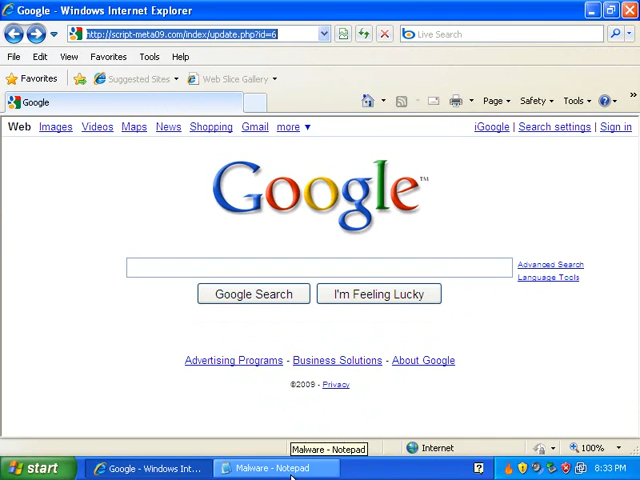 Google - Windows Internet Explorer
http://script-meta09.com/index/update.php?id=6
Live Search
File Edit View Favorites Tools Help
Favorites Suggested Sites Web Slice Gallery
Google
Page Safety Tools
Web Images Videos Maps News Shopping Gmail more ▼
iGoogle | Search settings | Sign in
Google™
Advanced Search
Language Tools
Google Search I'm Feeling Lucky
Advertising Programs - Business Solutions - About Google
©2009 - Privacy
Malware - Notepad
Internet 100%
start Google - Windows Int... Malware - Notepad 8:33 PM